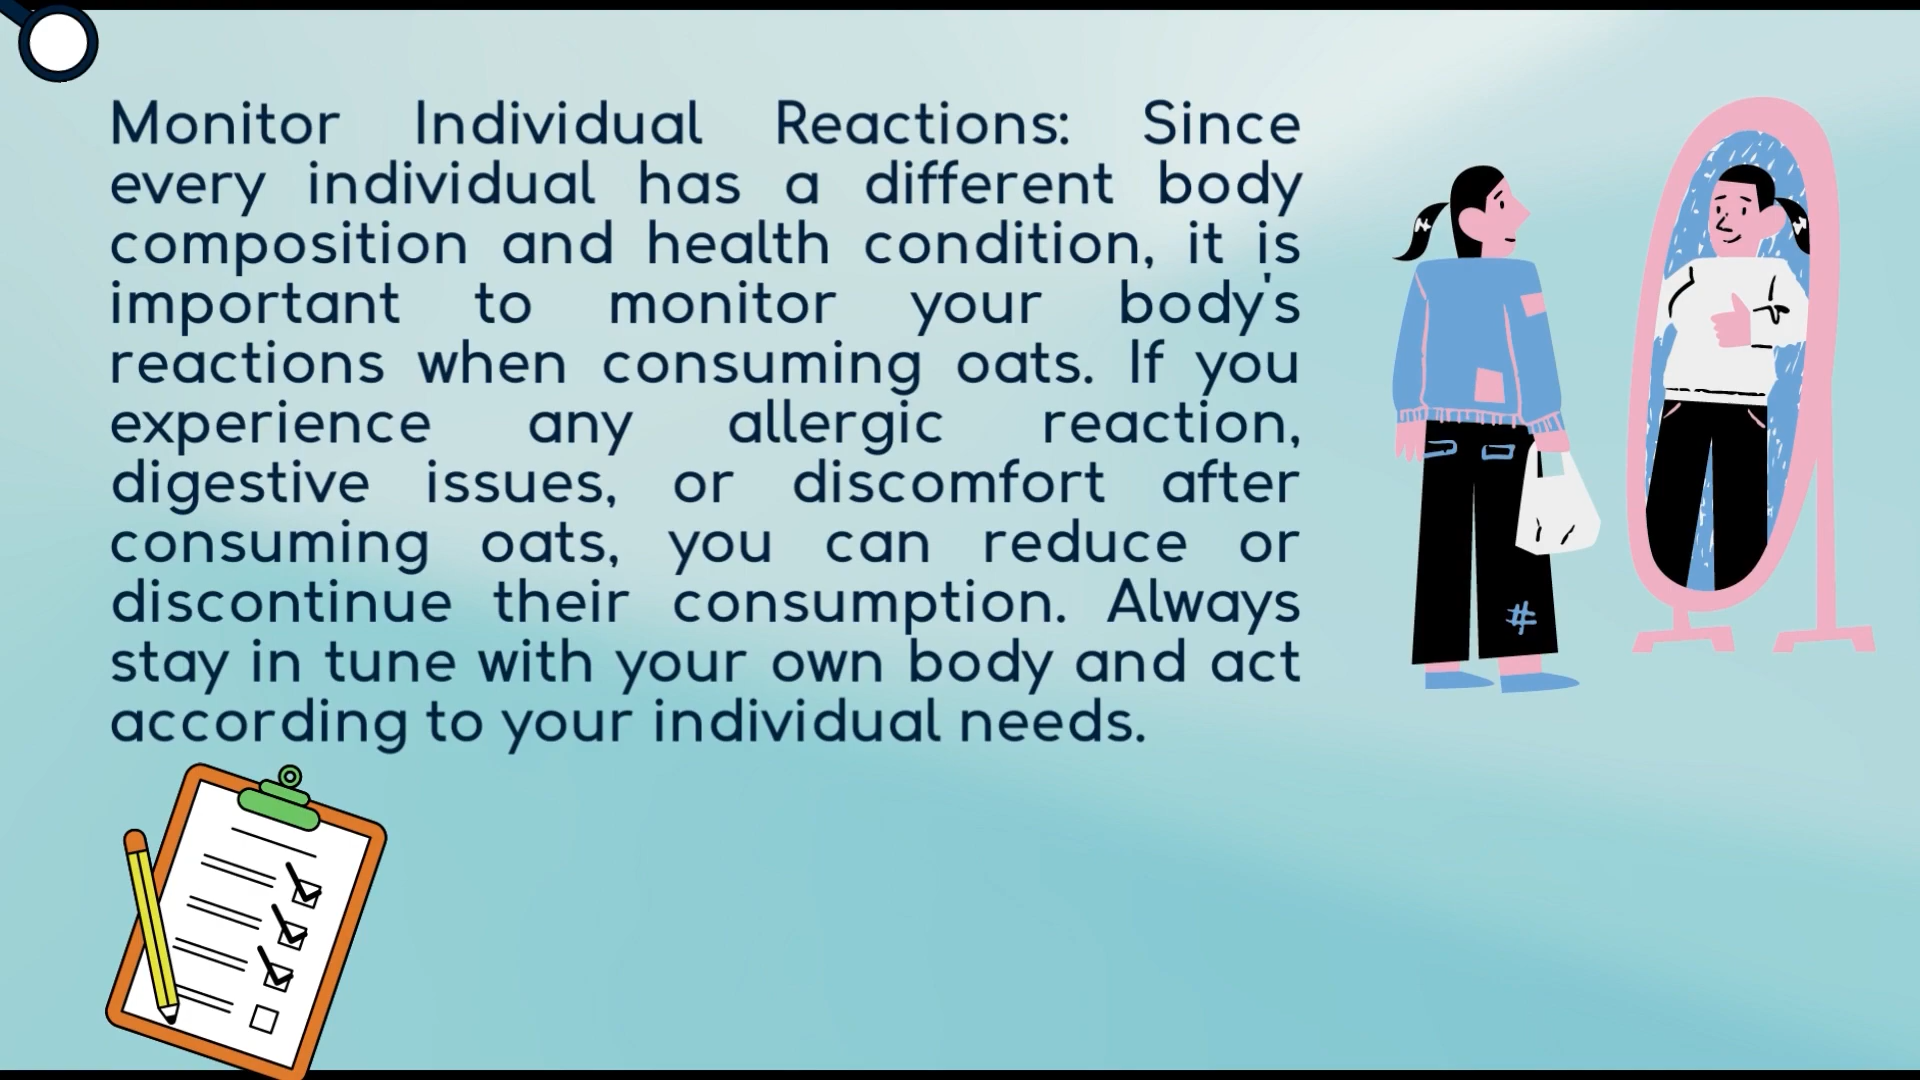 Monitor Individual Reactions: Since
every individual has a different body
composition and health condition, it is
important to monitor your body's
reactions when consuming oats. If you
experience any allergic reaction,
digestive issues, or discomfort after
consuming oats, you can reduce or
discontinue their consumption. Always
stay in tune with your own body and act
according to your individual needs.
#